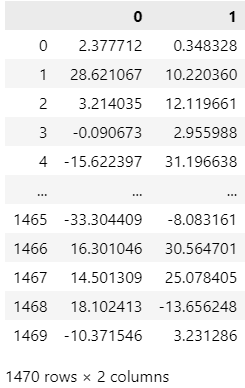 0 1
0 2.377712 0.348328
1 28.621067 10.220360
2 3.214035 12.119661
3 -0.090673 2.955988
4 -15.622397 31.196638
... ... ...
1465 -33.304409 -8.083161
1466 16.301046 30.564701
1467 14.501309 25.078405
1468 18.102413 -13.656248
1469 -10.371546 3.231286
1470 rows × 2 columns